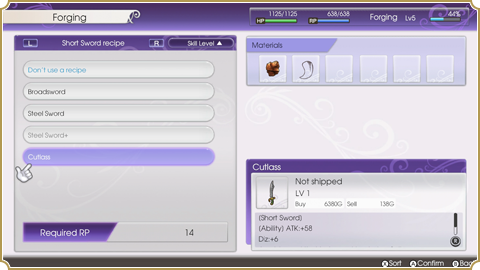 Forging
HP 1125/1125 RP 638/638 Forging Lv5 44%
L Short Sword recipe R Skill Level ▲
Don't use a recipe
Broadsword
Steel Sword
Steel Sword+
Cutlass
Required RP 14
Materials
Cutlass
Not shipped
LV 1
Buy 6380G Sell 138G
(Short Sword)
(Ability) ATK:+58
Diz:+6
X Sort A Confirm B Bac